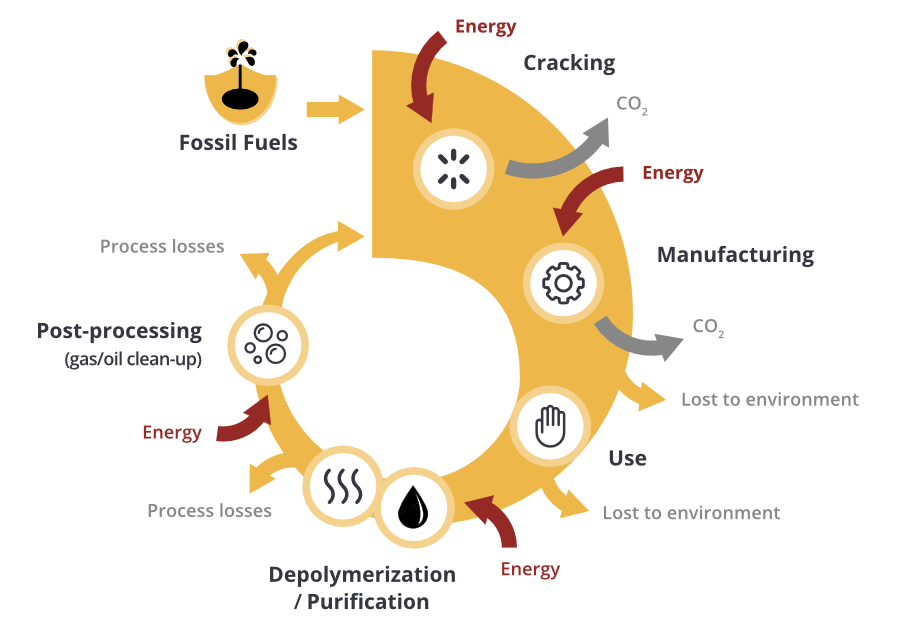 Energy
Cracking
CO₂
Fossil Fuels
Energy
Process losses
Manufacturing
Post-processing
(gas/oil clean-up)
CO₂
Lost to environment
Energy
Use
Process losses
Lost to environment
Energy
Depolymerization
/ Purification